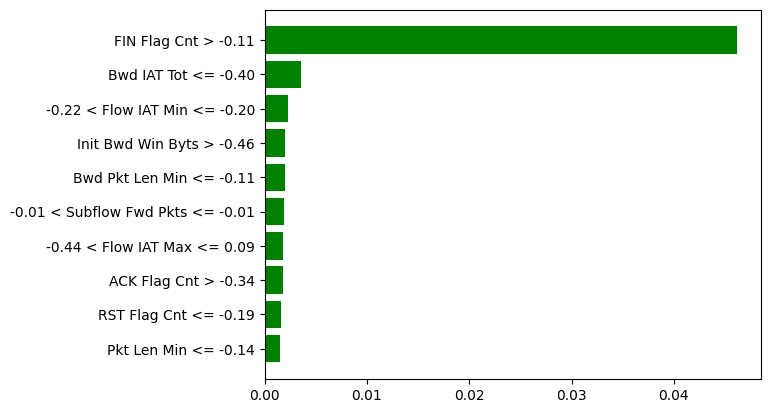 FIN Flag Cnt > -0.11
Bwd IAT Tot <= -0.40
-0.22 < Flow IAT Min <= -0.20
Init Bwd Win Byts > -0.46
Bwd Pkt Len Min <= -0.11
-0.01 < Subflow Fwd Pkts <= -0.01
-0.44 < Flow IAT Max <= 0.09
ACK Flag Cnt > -0.34
RST Flag Cnt <= -0.19
Pkt Len Min <= -0.14
0.00 0.01 0.02 0.03 0.04